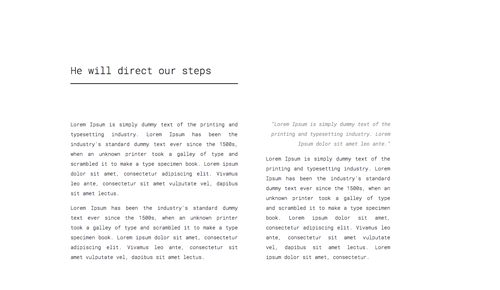 He will direct our steps
Lorem Ipsum is simply dummy text of the printing and
typesetting industry. Lorem Ipsum has been the
industry's standard dummy text ever since the 1500s,
when an unknown printer took a galley of type and
scrambled it to make a type specimen book. Lorem ipsum
dolor sit amet, consectetur adipiscing elit. Vivamus
leo ante, consectetur sit amet vulputate vel, dapibus
sit amet lectus.
Lorem Ipsum has been the industry's standard dummy
text ever since the 1500s, when an unknown printer
took a galley of type and scrambled it to make a type
specimen book. Lorem ipsum dolor sit amet, consectetur
adipiscing elit. Vivamus leo ante, consectetur sit
amet vulputate vel, dapibus sit amet lectus.
"Lorem Ipsum is simply dummy text of the
printing and typesetting industry. Lorem
Ipsum dolor sit amet leo ante."
Lorem Ipsum is simply dummy text of the
printing and typesetting industry. Lorem
Ipsum has been the industry's standard
dummy text ever since the 1500s, when an
unknown printer took a galley of type
and scrambled it to make a type specimen
book. Lorem ipsum dolor sit amet,
consectetur adipiscing elit. Vivamus leo
ante, consectetur sit amet vulputate
vel, dapibus sit amet lectus. Lorem
ipsum dolor sit amet, consectetur.